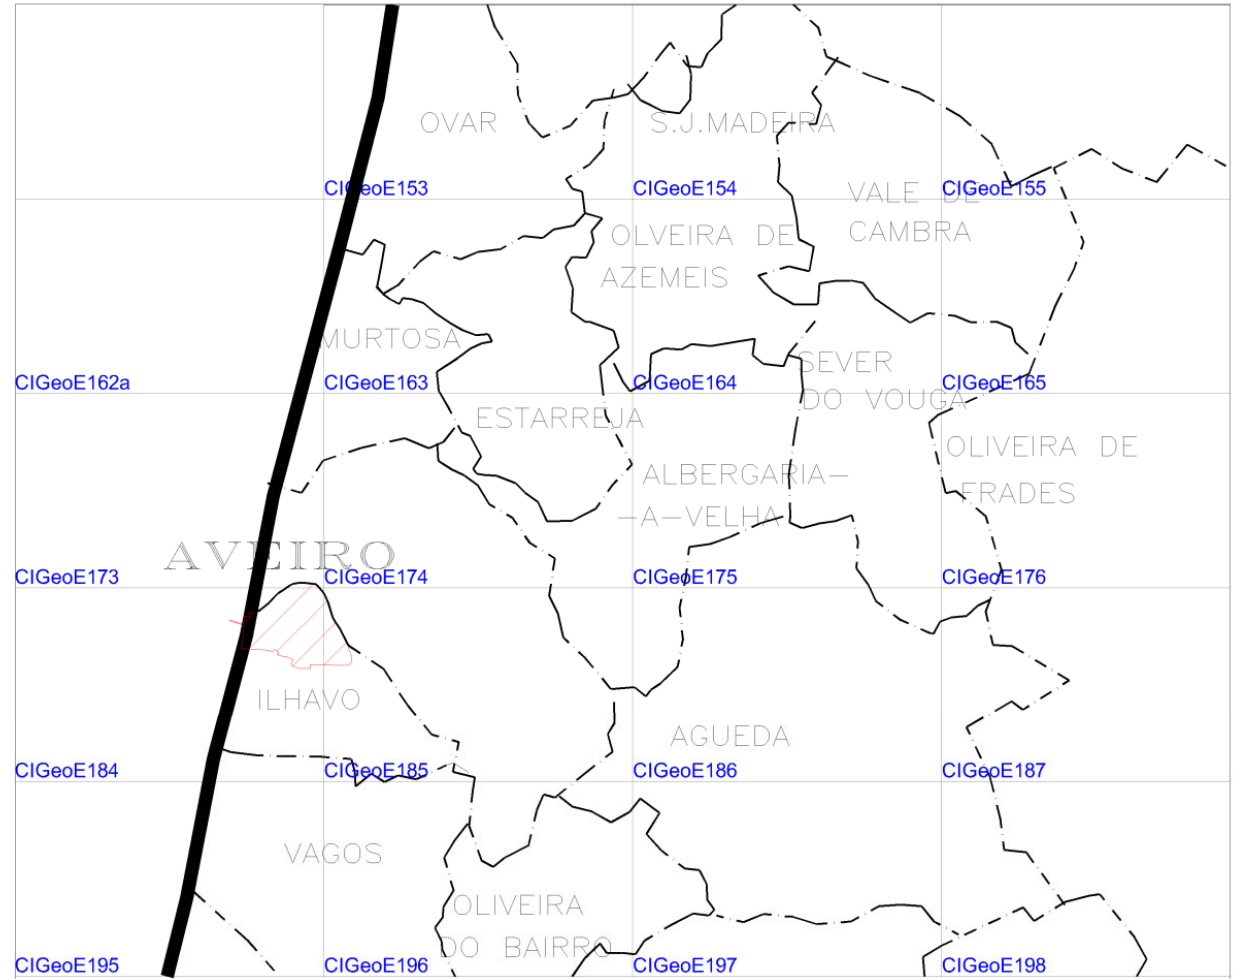 OVAR
S.J.MADEIRA
CIGeoE153
CIGeoE154
VALE DE
CIGeoE155
CAMBRA
OLVEIRA DE
AZEMEIS
MURTOSA
SEVER
CIGeoE162a
CIGeoE163
CIGeoE164
CIGeoE165
DO VOUGA
ESTARREJA
OLIVEIRA DE
FRADES
ALBERGARIA-
-A-VELHA
AVEIRO
CIGeoE173
CIGeoE174
CIGeoE175
CIGeoE176
ILHAVO
AGUEDA
CIGeoE184
CIGeoE185
CIGeoE186
CIGeoE187
VAGOS
OLIVEIRA
DO BAIRRO
CIGeoE195
CIGeoE196
CIGeoE197
CIGeoE198